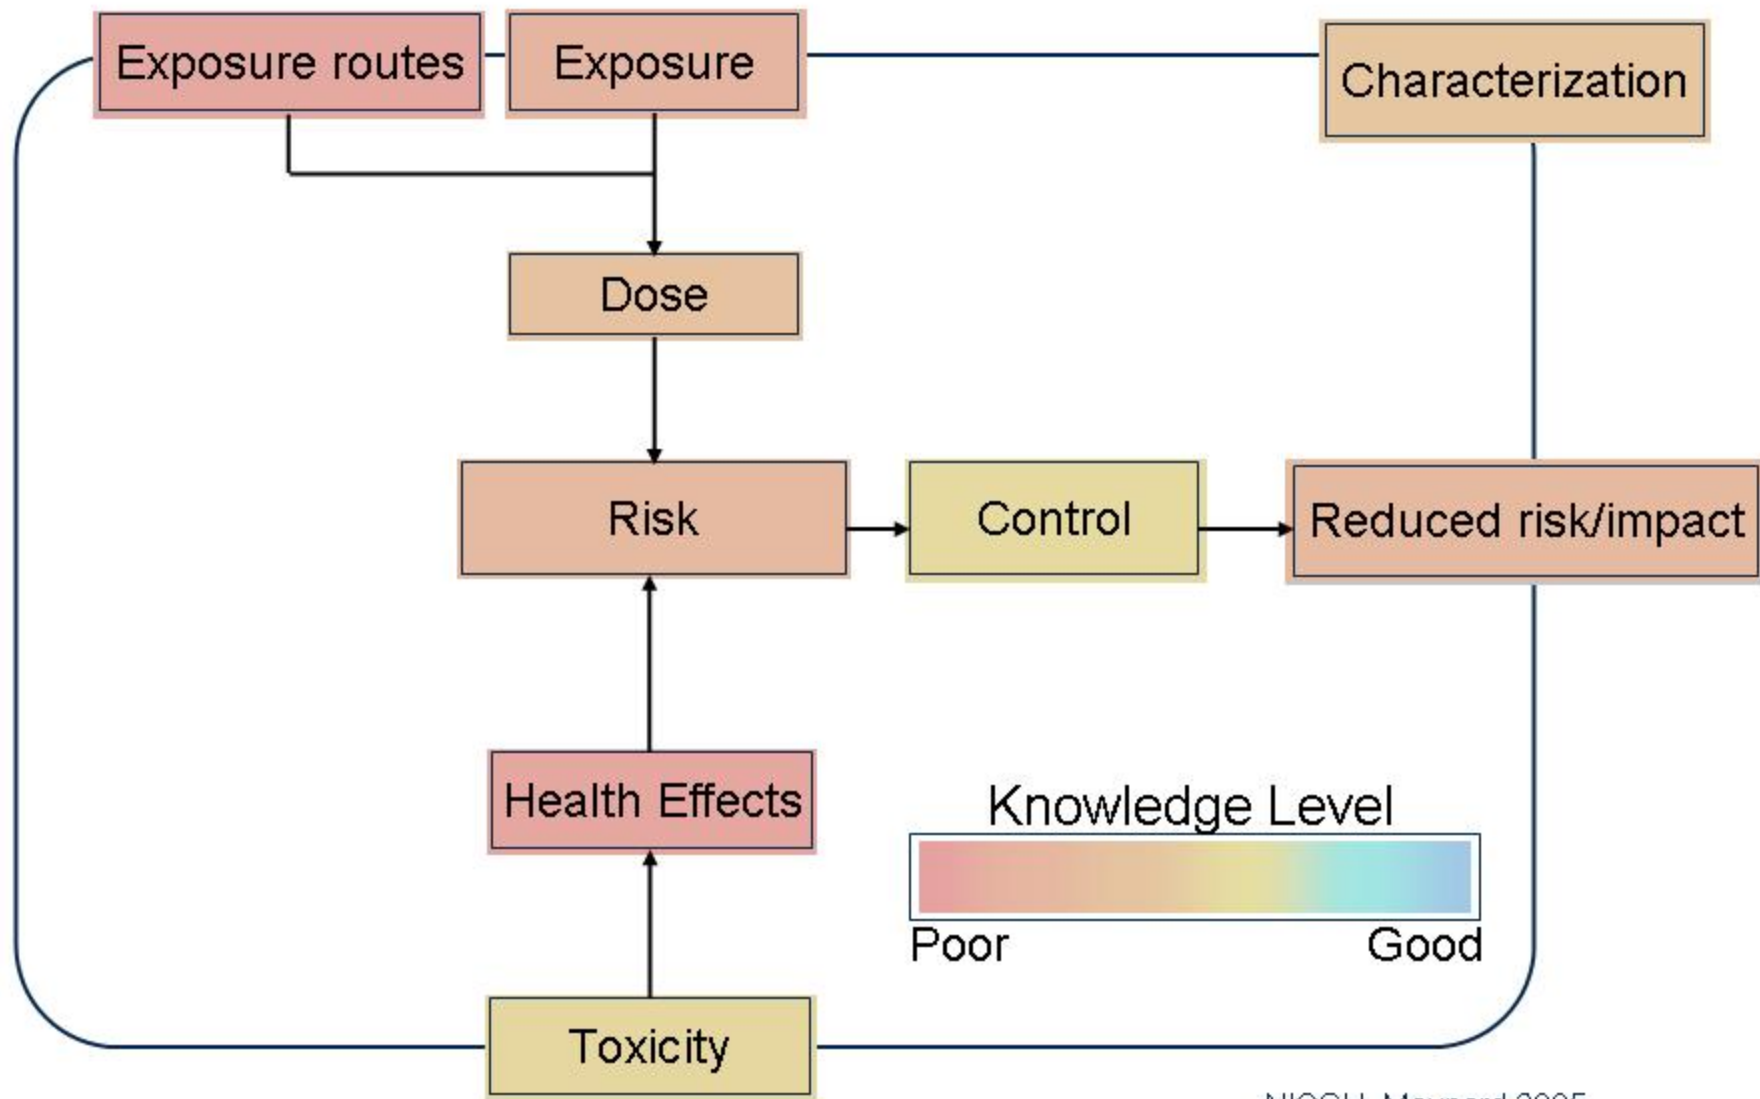 Exposure routes
Exposure
Characterization
Dose
Risk
Control
Reduced risk/impact
Health Effects
Knowledge Level
Poor
Good
Toxicity